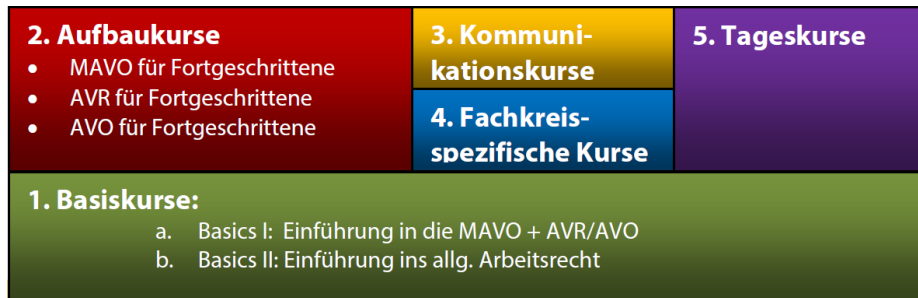 2. Aufbaukurse
• MAVO für Fortgeschrittene
• AVR für Fortgeschrittene
• AVO für Fortgeschrittene
3. Kommuni-
kationskurse
4. Fachkreis-
spezifische Kurse
5. Tageskurse
1. Basiskurse:
a. Basics I: Einführung in die MAVO + AVR/AVO
b. Basics II: Einführung ins allg. Arbeitsrecht